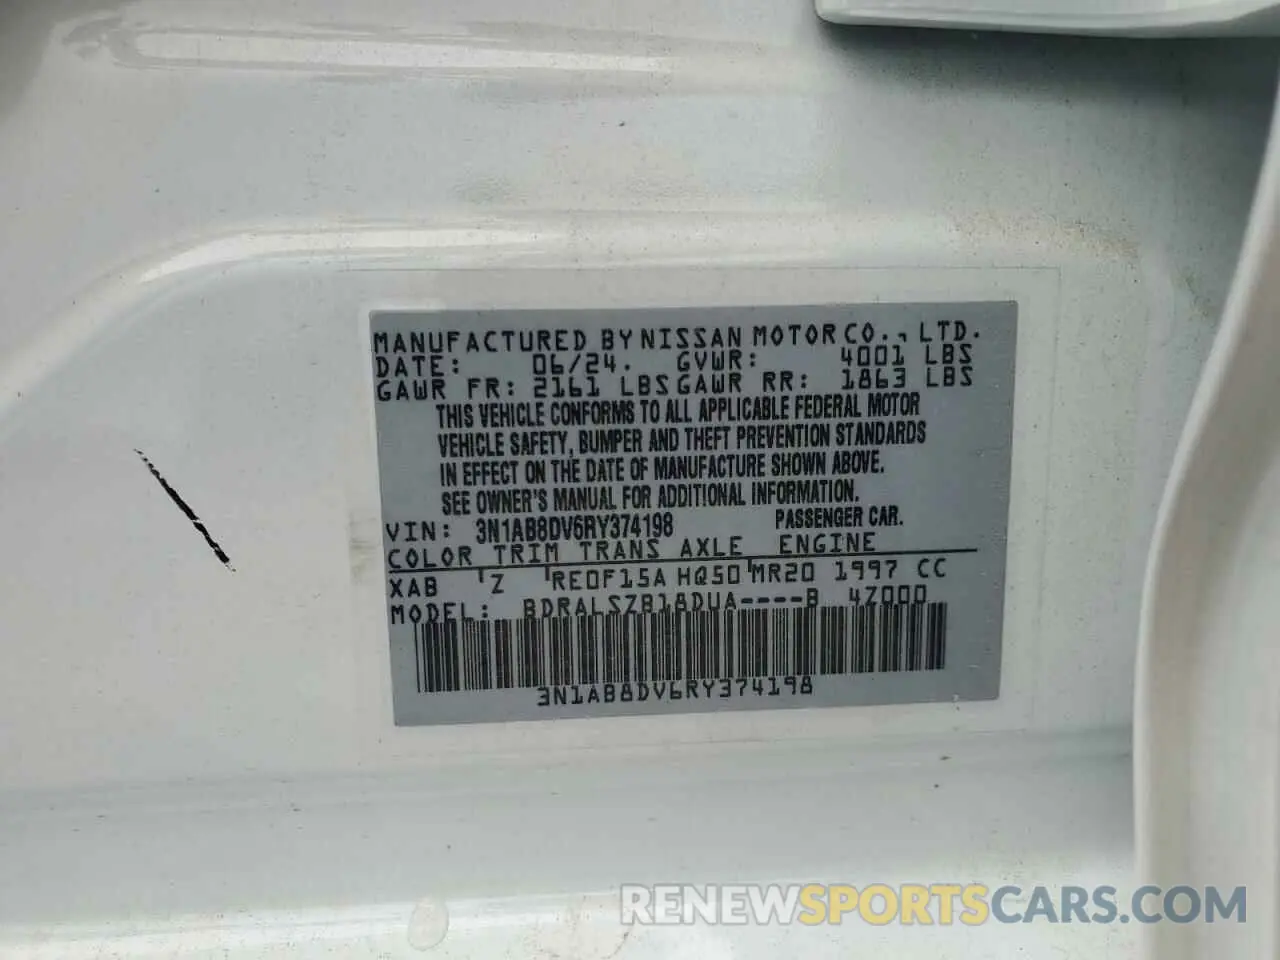 MANUFACTURED BY NISSAN MOTOR CO., LTD.
DATE: 06/24. GVWR: 4001 LBS
GAWR FR: 2161 LBS GAWR RR: 1863 LBS
THIS VEHICLE CONFORMS TO ALL APPLICABLE FEDERAL MOTOR
VEHICLE SAFETY, BUMPER AND THEFT PREVENTION STANDARDS
IN EFFECT ON THE DATE OF MANUFACTURE SHOWN ABOVE.
SEE OWNER'S MANUAL FOR ADDITIONAL INFORMATION.
VIN: 3N1AB8DV6RY374198 PASSENGER CAR.
COLOR TRIM TRANS AXLE ENGINE
XAB Z RE0F15A HQ50 MR20 1997 CC
MODEL: BDRALSZB18DUA----B 4Z000
3N1AB8DV6RY374198
RENEWSPORTSCARS.COM